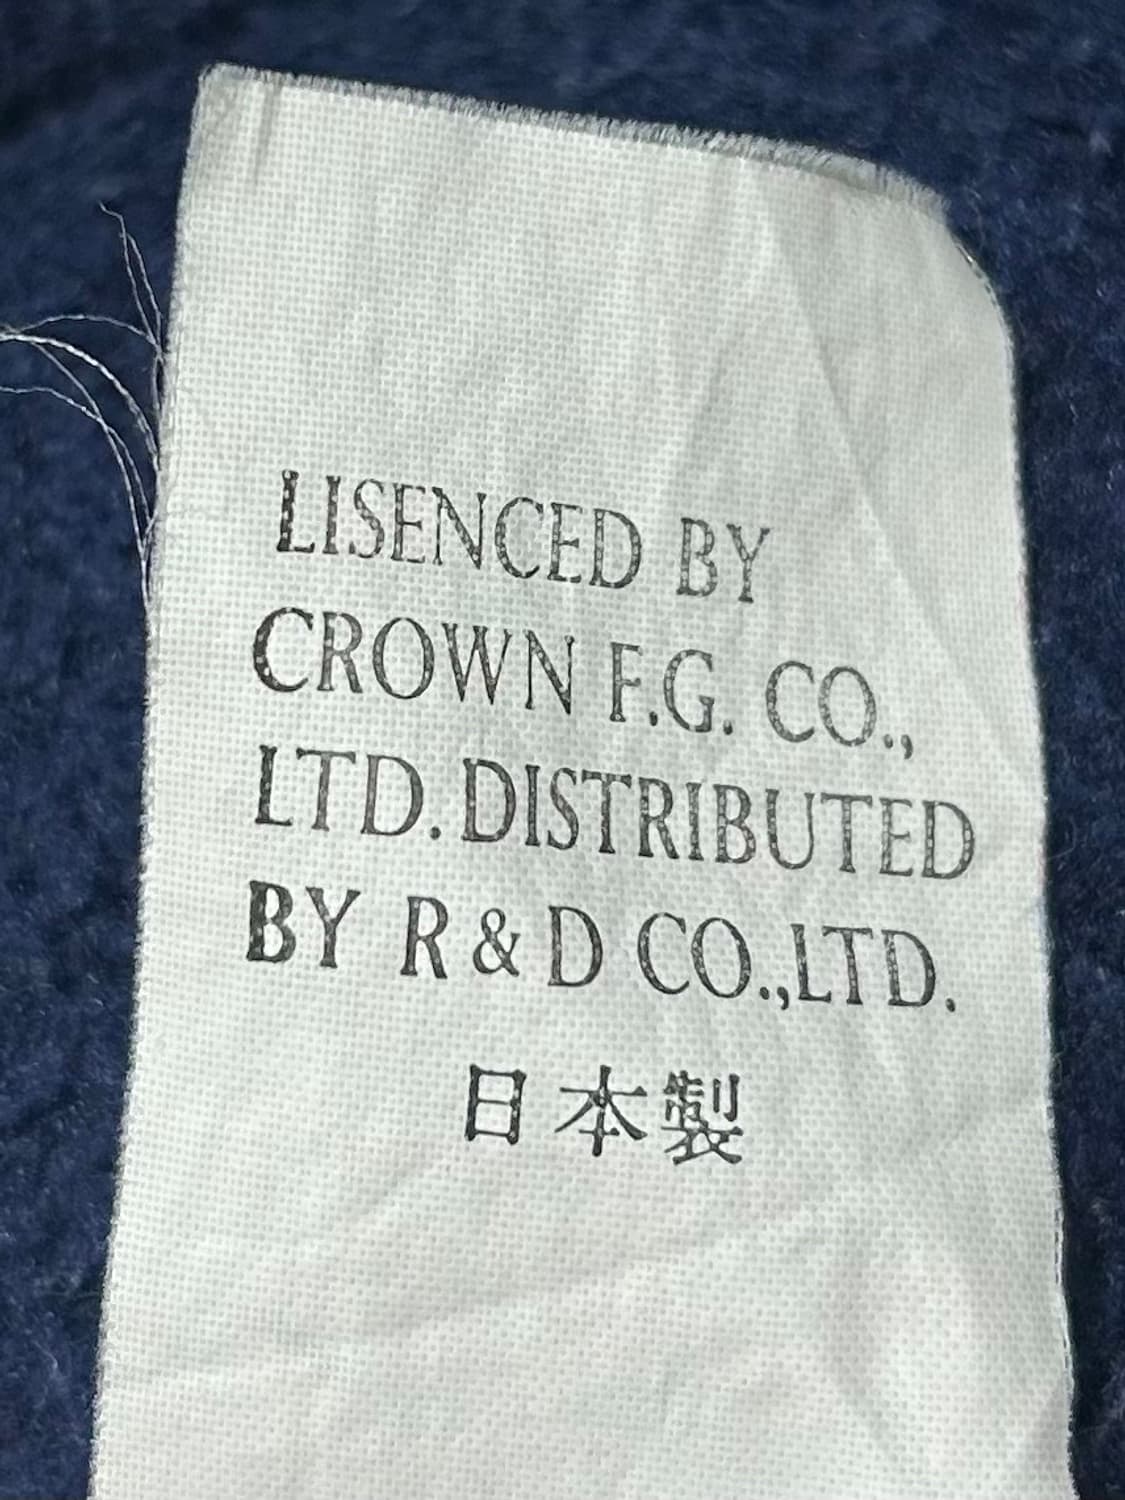 LISENCED BY
CROWN F.G. CO.,
LTD. DISTRIBUTED
BY R & D CO.,LTD.
日本製